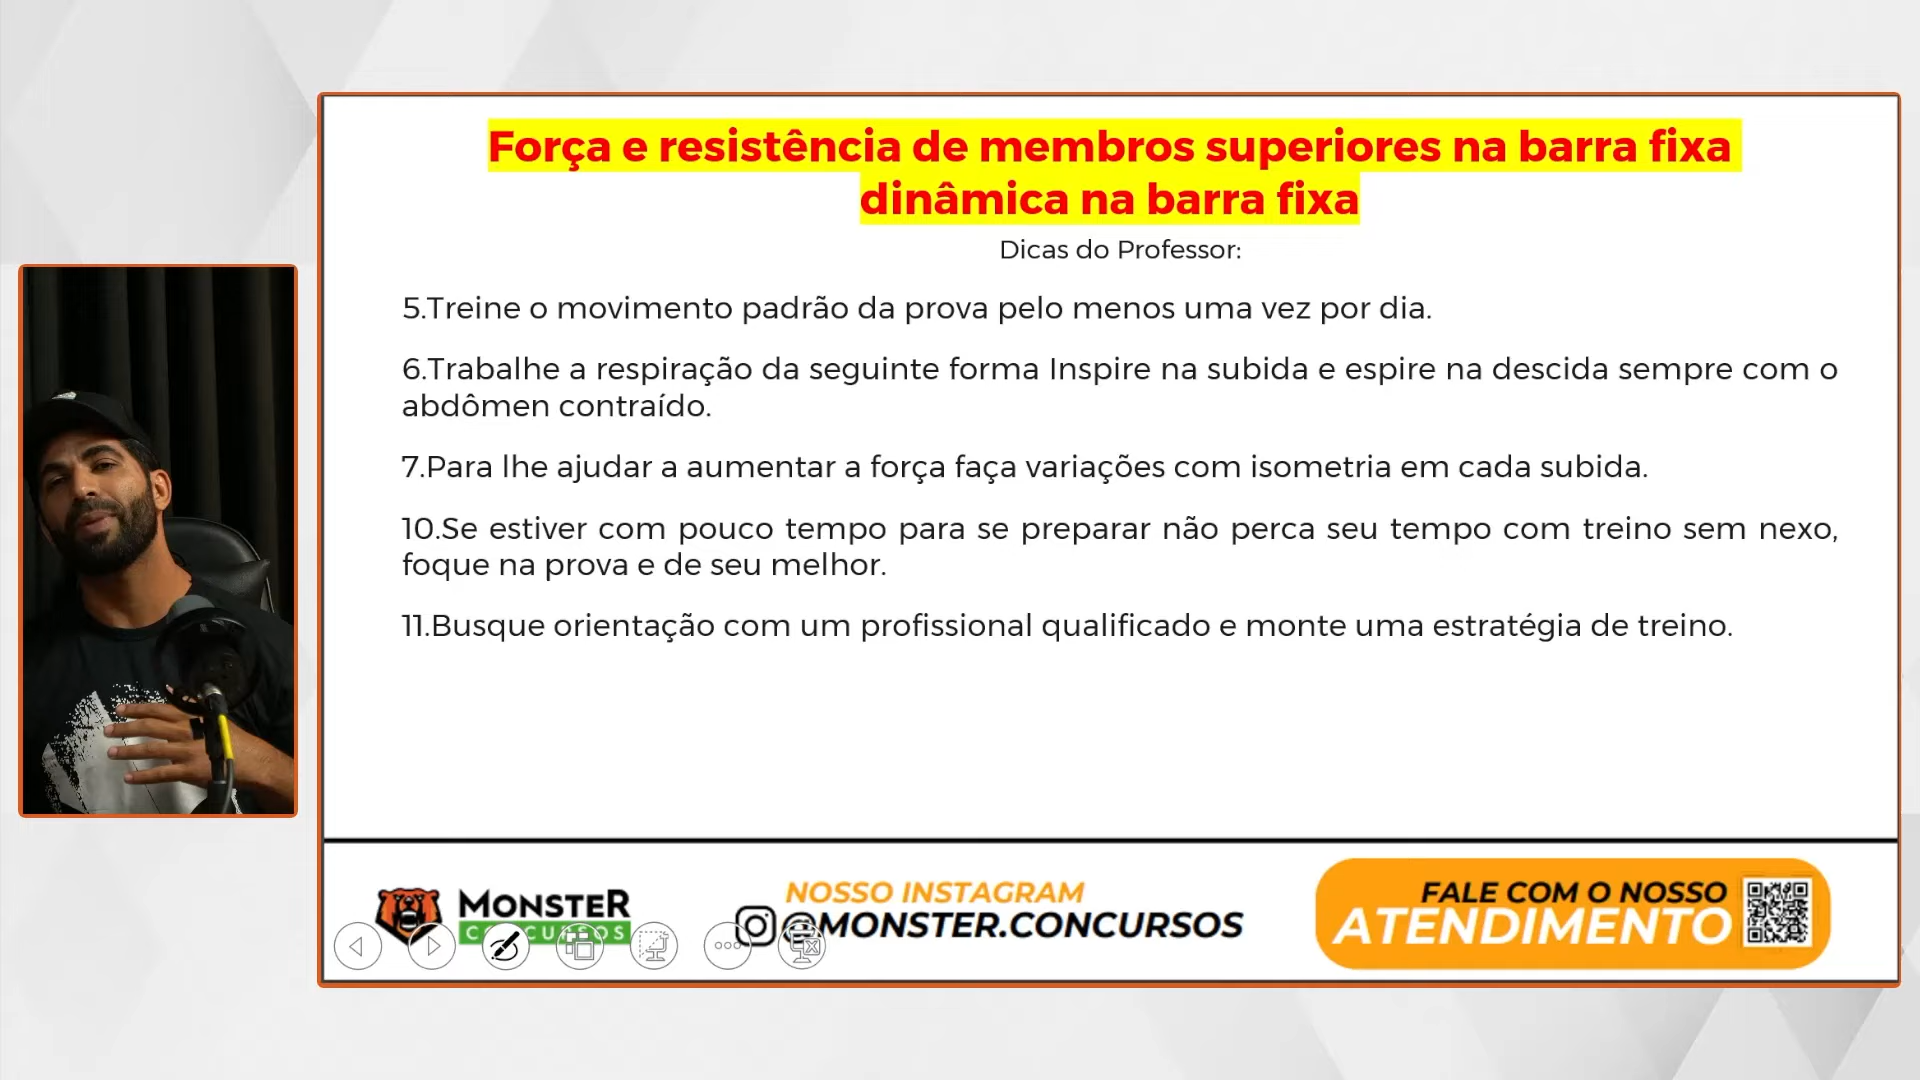 Força e resistência de membros superiores na barra fixa
dinâmica na barra fixa
Dicas do Professor:
5.Treine o movimento padrão da prova pelo menos uma vez por dia.
6.Trabalhe a respiração da seguinte forma Inspire na subida e espire na descida sempre com o
abdômen contraído.
7.Para lhe ajudar a aumentar a força faça variações com isometria em cada subida.
10.Se estiver com pouco tempo para se preparar não perca seu tempo com treino sem nexo,
foque na prova e de seu melhor.
11.Busque orientação com um profissional qualificado e monte uma estratégia de treino.
MONSTER
CONCURSOS
NOSSO INSTAGRAM
@MONSTER.CONCURSOS
FALE COM O NOSSO
ATENDIMENTO